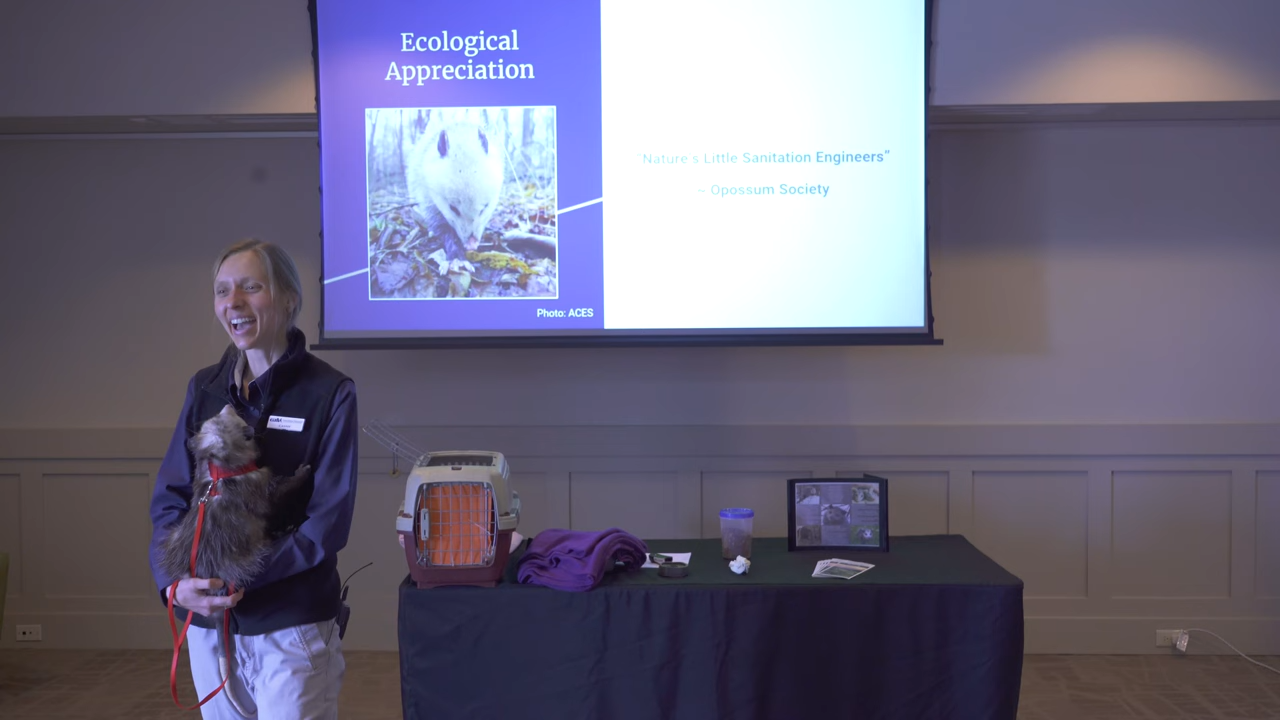 Ecological
Appreciation
"Nature's Little Sanitation Engineers"
~ Opossum Society
Photo: ACES